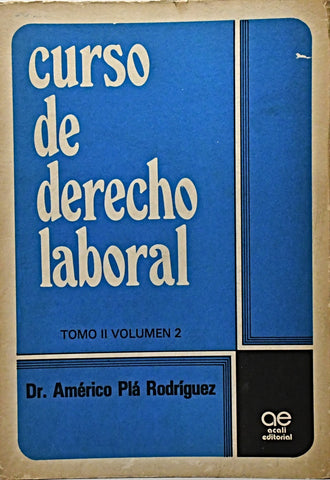 curso
de
derecho
laboral
TOMO II VOLUMEN 2
Dr. Américo Plá Rodríguez
ae
acali
editorial